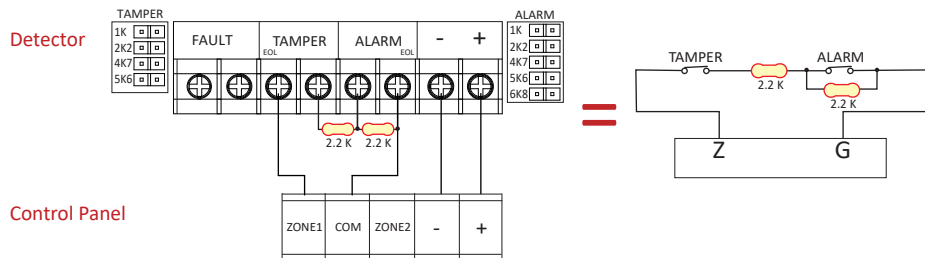 TAMPER
1K
2K2
4K7
5K6
Detector
FAULT
TAMPER
EOL
ALARM
EOL
-
+
ALARM
1K
2K2
4K7
5K6
6K8
2.2 K
2.2 K
=
TAMPER
ALARM
2.2 K
2.2 K
Z
G
Control Panel
ZONE1
COM
ZONE2
-
+